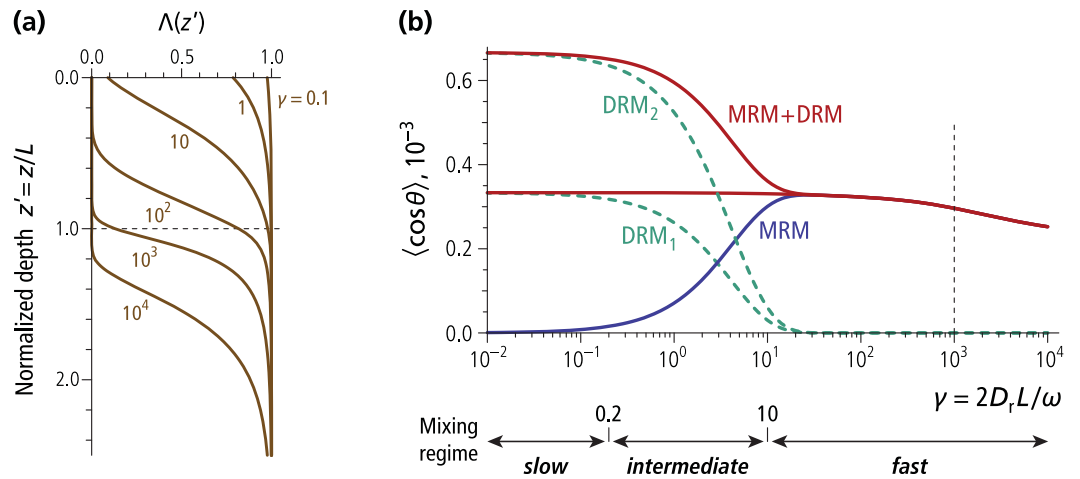 (a)
Λ(z′)
0.0 0.5 1.0
0.0
1.0
2.0
Normalized depth z′ = z/L
γ = 0.1
1
10
10²
10³
10⁴
(b)
⟨cosθ⟩, 10⁻³
0.6
0.4
0.2
0.0
DRM₂
MRM+DRM
DRM₁
MRM
10⁻² 10⁻¹ 10⁰ 10¹ 10² 10³ 10⁴
γ = 2DᵣL/ω
Mixing
regime
0.2 10
slow intermediate fast